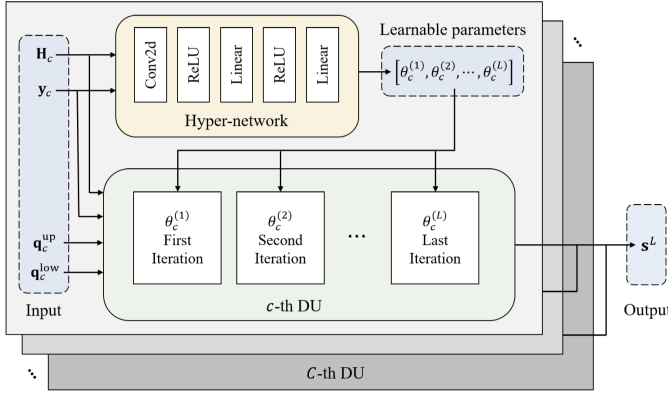 H_c
y_c
q_c^up
q_c^low
Input
Conv2d
ReLU
Linear
ReLU
Linear
Hyper-network
Learnable parameters
[θ_c^(1), θ_c^(2), ⋯, θ_c^(L)]
θ_c^(1)
First
Iteration
θ_c^(2)
Second
Iteration
⋯
θ_c^(L)
Last
Iteration
c-th DU
s^L
Output
C-th DU